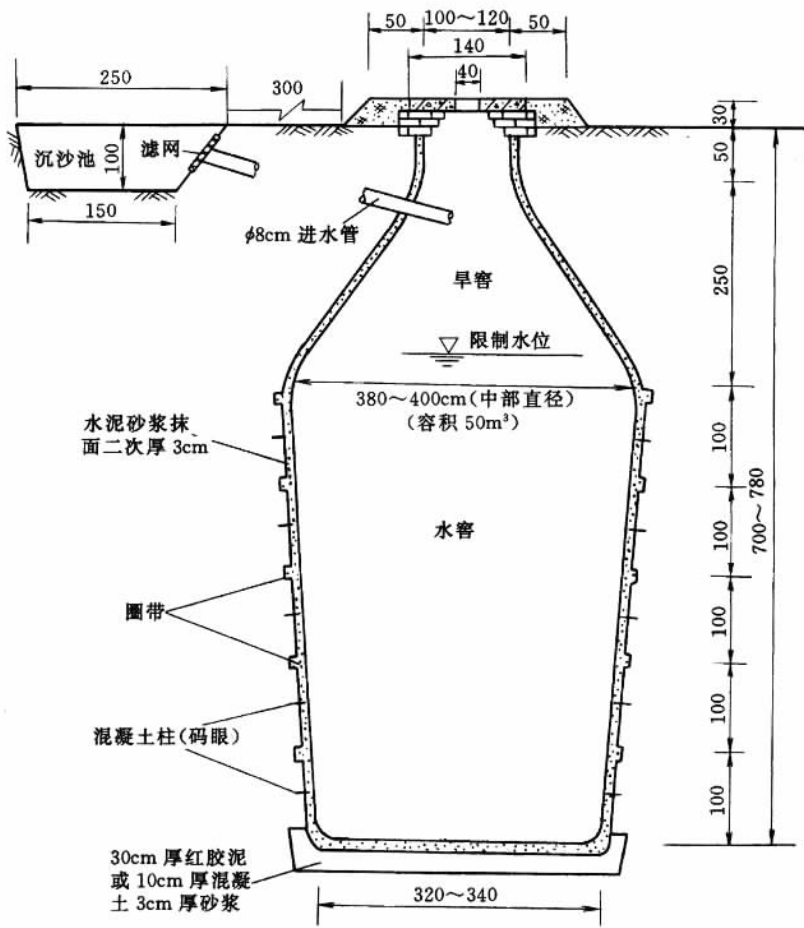 50
100～120
50
140
40
250
300
30
沉沙池
100
滤网
150
ϕ8cm 进水管
50
旱窖
250
限制水位
380～400cm(中部直径)
(容积 50m³)
水泥砂浆抹
面二次厚 3cm
100
700～780
水窖
100
圈带
100
混凝土柱(码眼)
100
100
30cm 厚红胶泥
或 10cm 厚混凝
土 3cm 厚砂浆
320～340